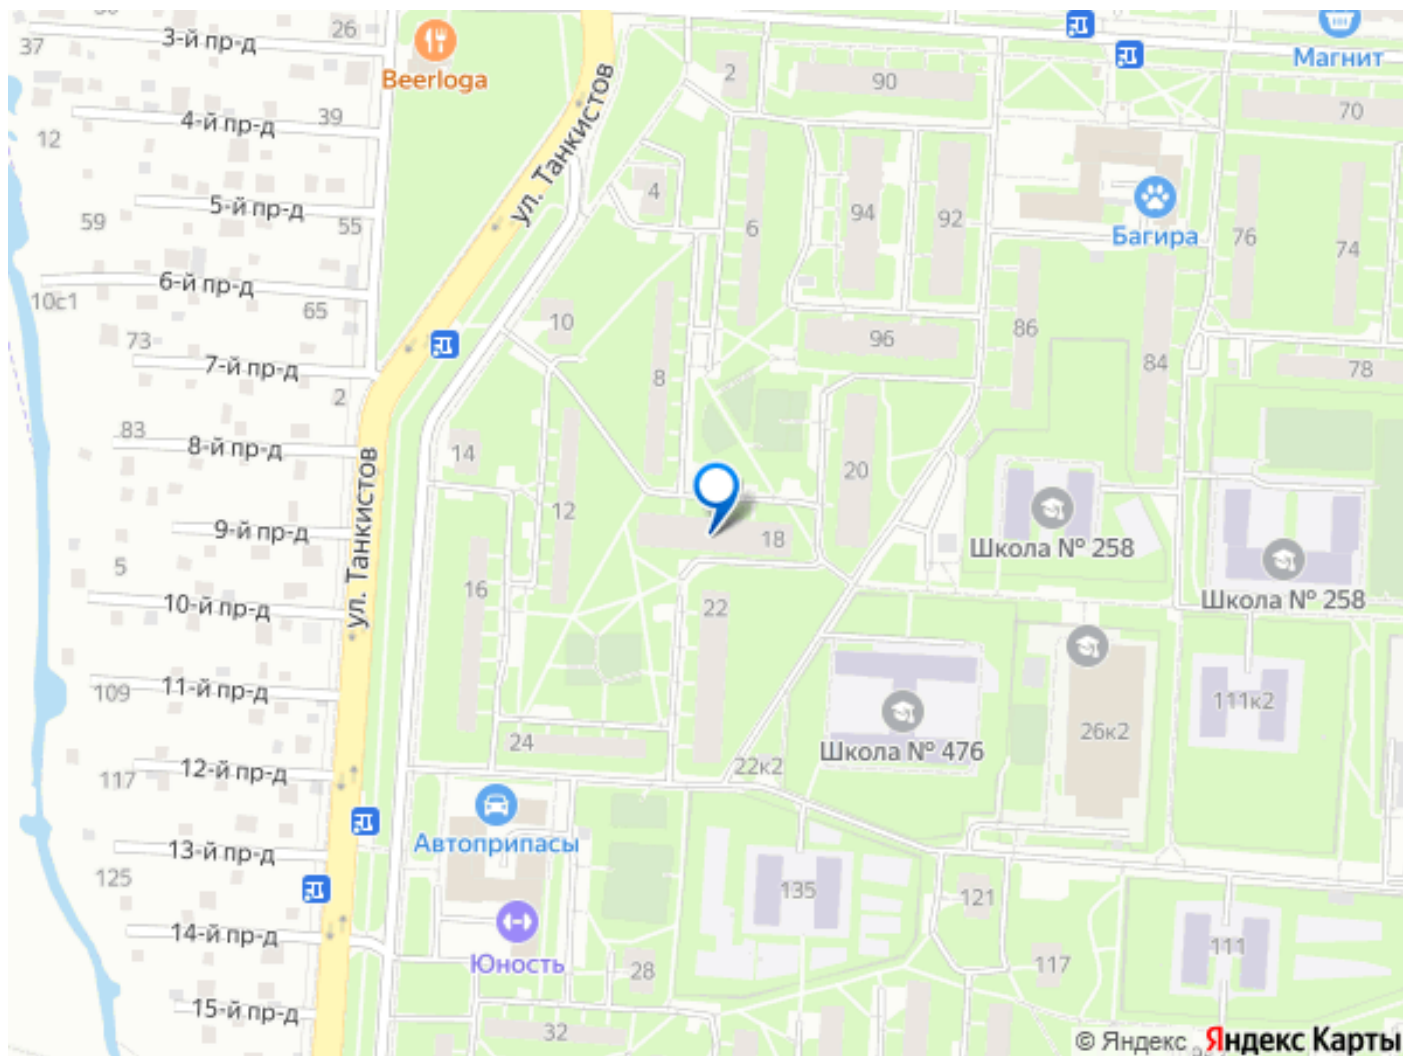 3-й пр-д
26
37
Beerloga
2
90
Магнит
70
4-й пр-д
39
12
ул. Танкистов
4
6
94
92
Багира
76
74
5-й пр-д
59
55
6-й пр-д
10с1
65
10
73
7-й пр-д
2
8
96
86
84
78
83
8-й пр-д
14
20
ул. Танкистов
9-й пр-д
12
18
Школа № 258
Школа № 258
5
16
22
10-й пр-д
11-й пр-д
109
111к2
Школа № 476
26к2
24
22к2
12-й пр-д
117
Автоприпасы
13-й пр-д
125
135
121
14-й пр-д
Юность
28
117
111
15-й пр-д
32
© Яндекс Яндекс Карты